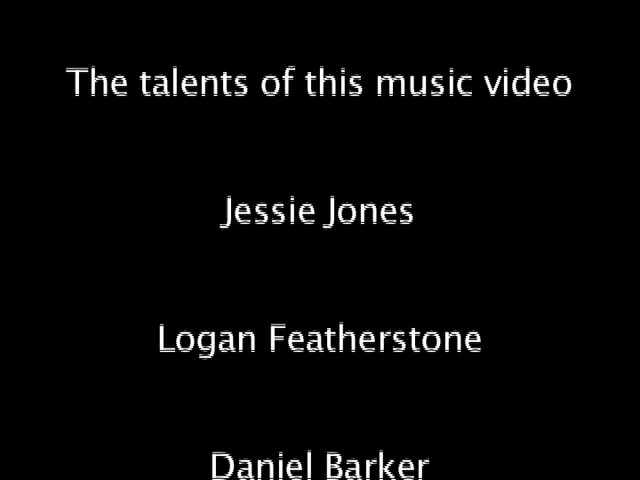 The talents of this music video
Jessie Jones
Logan Featherstone
Daniel Barker